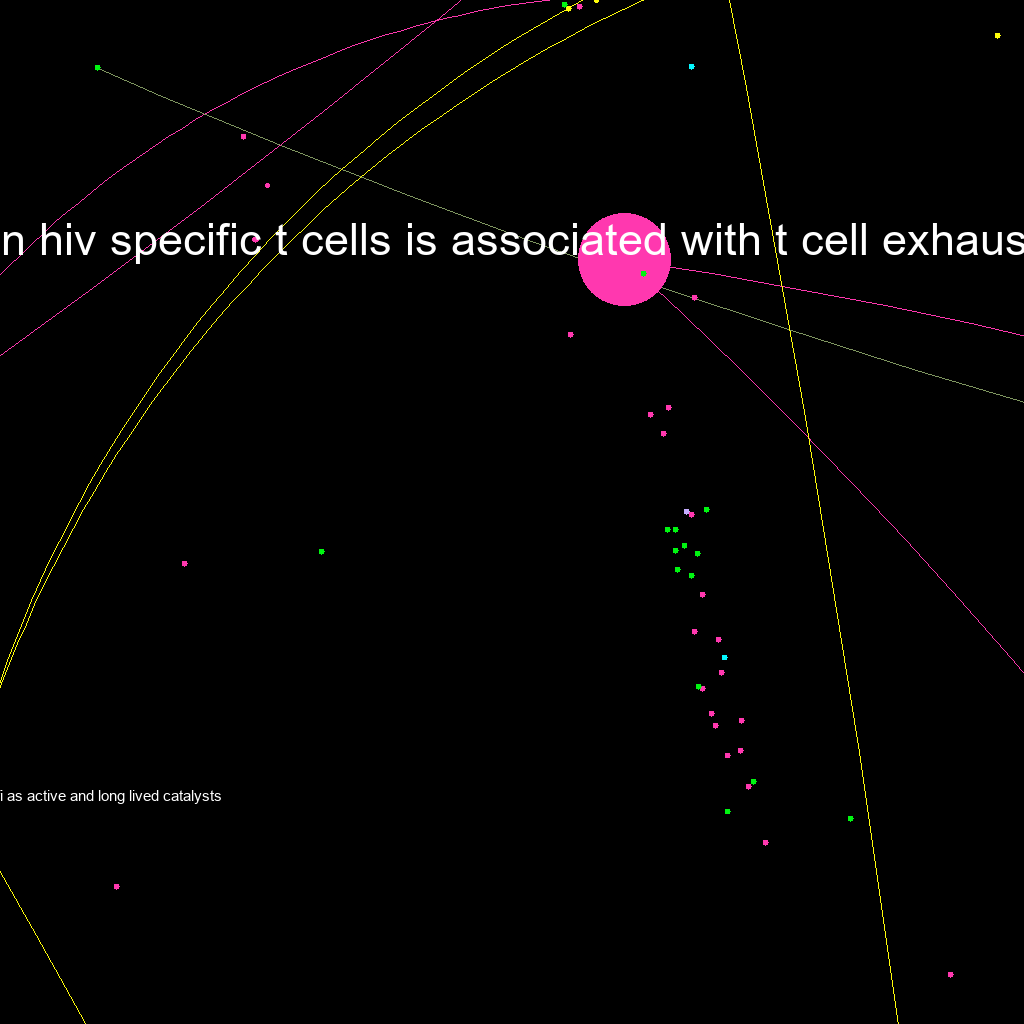 n hiv specific t cells is associated with t cell exhaus
i as active and long lived catalysts